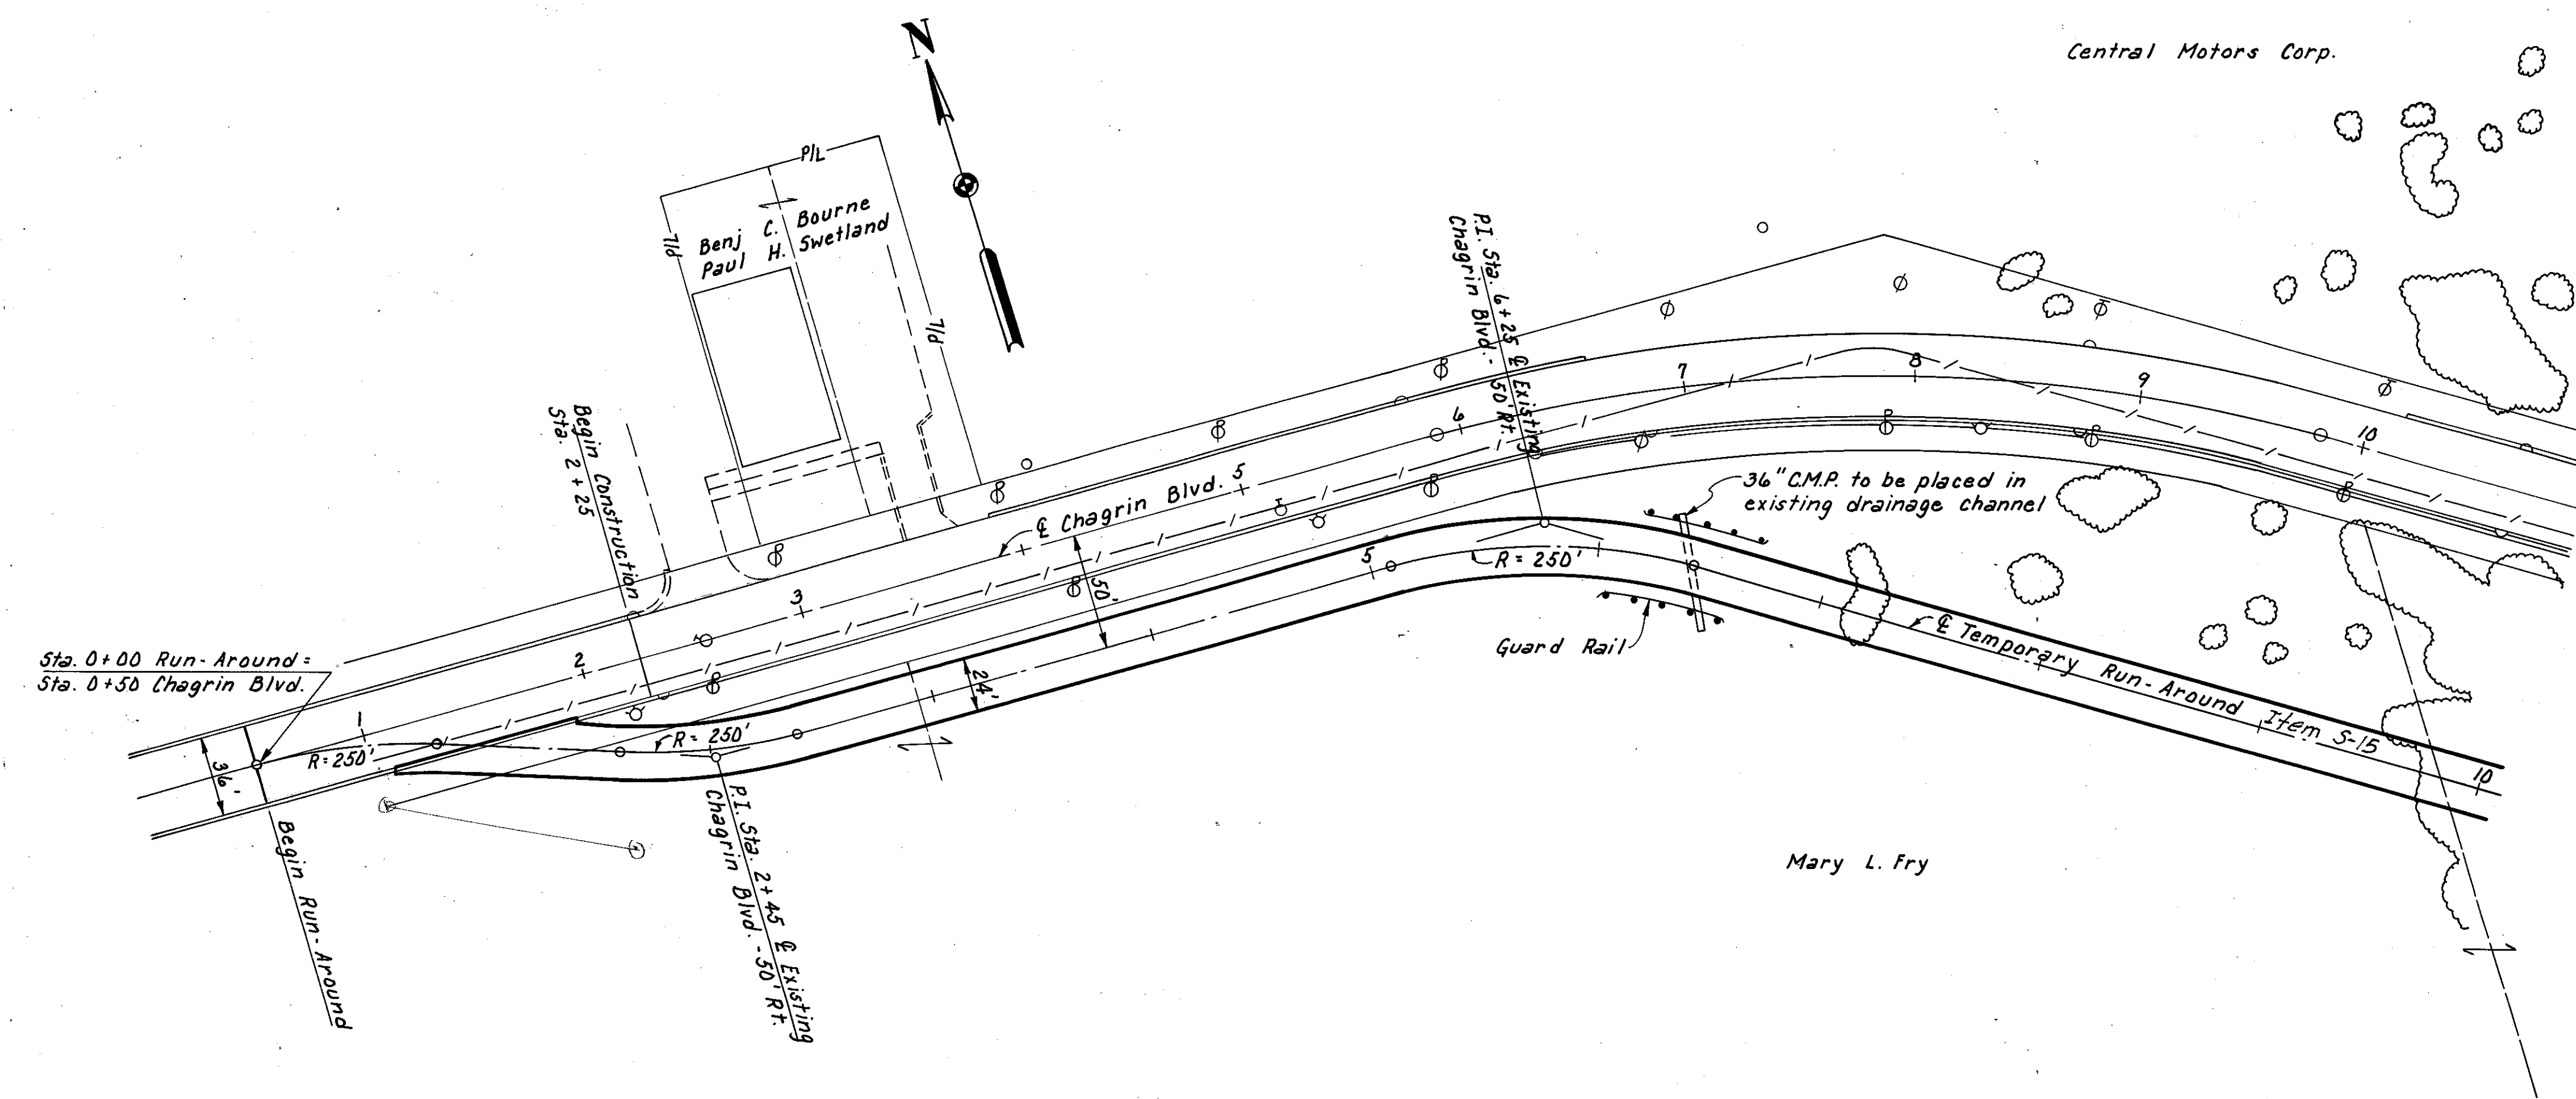 Central Motors Corp.
N
P/L
P/L
Benj C. Bourne
Paul H. Swetland
P/L
P.I. Sta. 6+25 ℄ Existing
Chagrin Blvd. - 50' Rt.
Begin Construction
Sta. 2 + 25
1
2
3
℄ Chagrin Blvd.
5
6
7
8
9
10
36" C.M.P. to be placed in
existing drainage channel
50'
5
R = 250'
Guard Rail
℄ Temporary Run-Around Item S-15
10
Sta. 0+00 Run-Around =
Sta. 0+50 Chagrin Blvd.
24'
R = 250'
R = 250'
36'
Begin Run-Around
P.I. Sta. 2+45 ℄ Existing
Chagrin Blvd. - 50' Rt.
Mary L. Fry